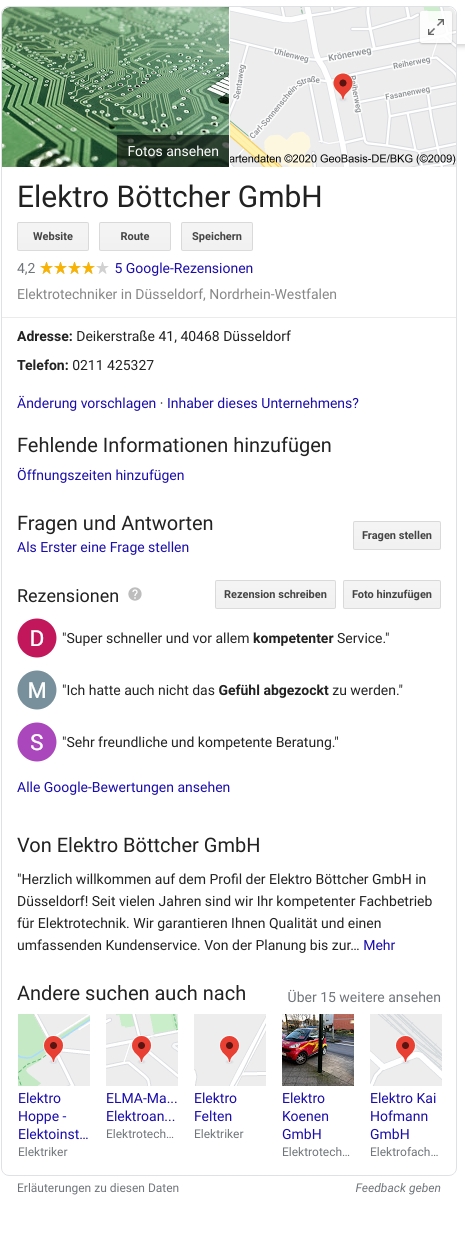 Fotos ansehen
Uhlenweg
Krönerweg
Reiherweg
Sentaweg
Carl-Sonnenschein-Straße
Reiherweg
Fasanenweg
artendaten ©2020 GeoBasis-DE/BKG (©2009)
Elektro Böttcher GmbH
Website Route Speichern
4,2 5 Google-Rezensionen
Elektrotechniker in Düsseldorf, Nordrhein-Westfalen
Adresse: Deikerstraße 41, 40468 Düsseldorf
Telefon: 0211 425327
Änderung vorschlagen · Inhaber dieses Unternehmens?
Fehlende Informationen hinzufügen
Öffnungszeiten hinzufügen
Fragen und Antworten
Als Erster eine Frage stellen
Fragen stellen
Rezensionen ? Rezension schreiben Foto hinzufügen
D "Super schneller und vor allem kompetenter Service."
M "Ich hatte auch nicht das Gefühl abgezockt zu werden."
S "Sehr freundliche und kompetente Beratung."
Alle Google-Bewertungen ansehen
Von Elektro Böttcher GmbH
"Herzlich willkommen auf dem Profil der Elektro Böttcher GmbH in
Düsseldorf! Seit vielen Jahren sind wir Ihr kompetenter Fachbetrieb
für Elektrotechnik. Wir garantieren Ihnen Qualität und einen
umfassenden Kundenservice. Von der Planung bis zur… Mehr
Andere suchen auch nach Über 15 weitere ansehen
Elektro
Hoppe -
Elektoinst…
Elektriker
ELMA-Ma...
Elektroan...
Elektrotech…
Elektro
Felten
Elektriker
Elektro
Koenen
GmbH
Elektrotech…
Elektro Kai
Hofmann
GmbH
Elektrofach…
Erläuterungen zu diesen Daten Feedback geben